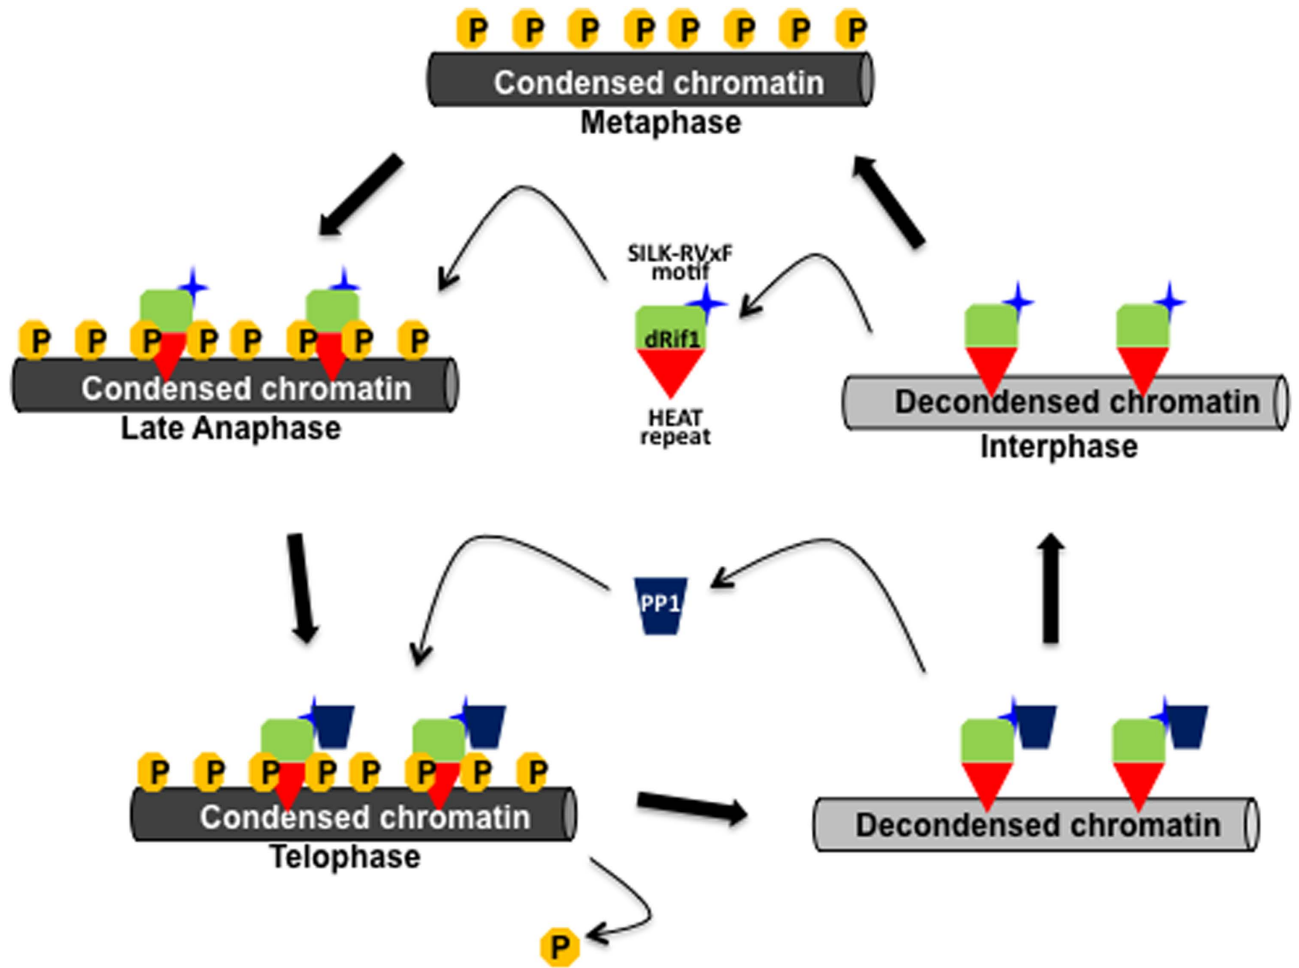 P P P P P P P P
Condensed chromatin
Metaphase
SILK-RVxF
motif
dRif1
HEAT
repeat
P P P P P P P P
Condensed chromatin
Late Anaphase
Decondensed chromatin
Interphase
PP1
P P P P P P P P
Condensed chromatin
Telophase
Decondensed chromatin
P